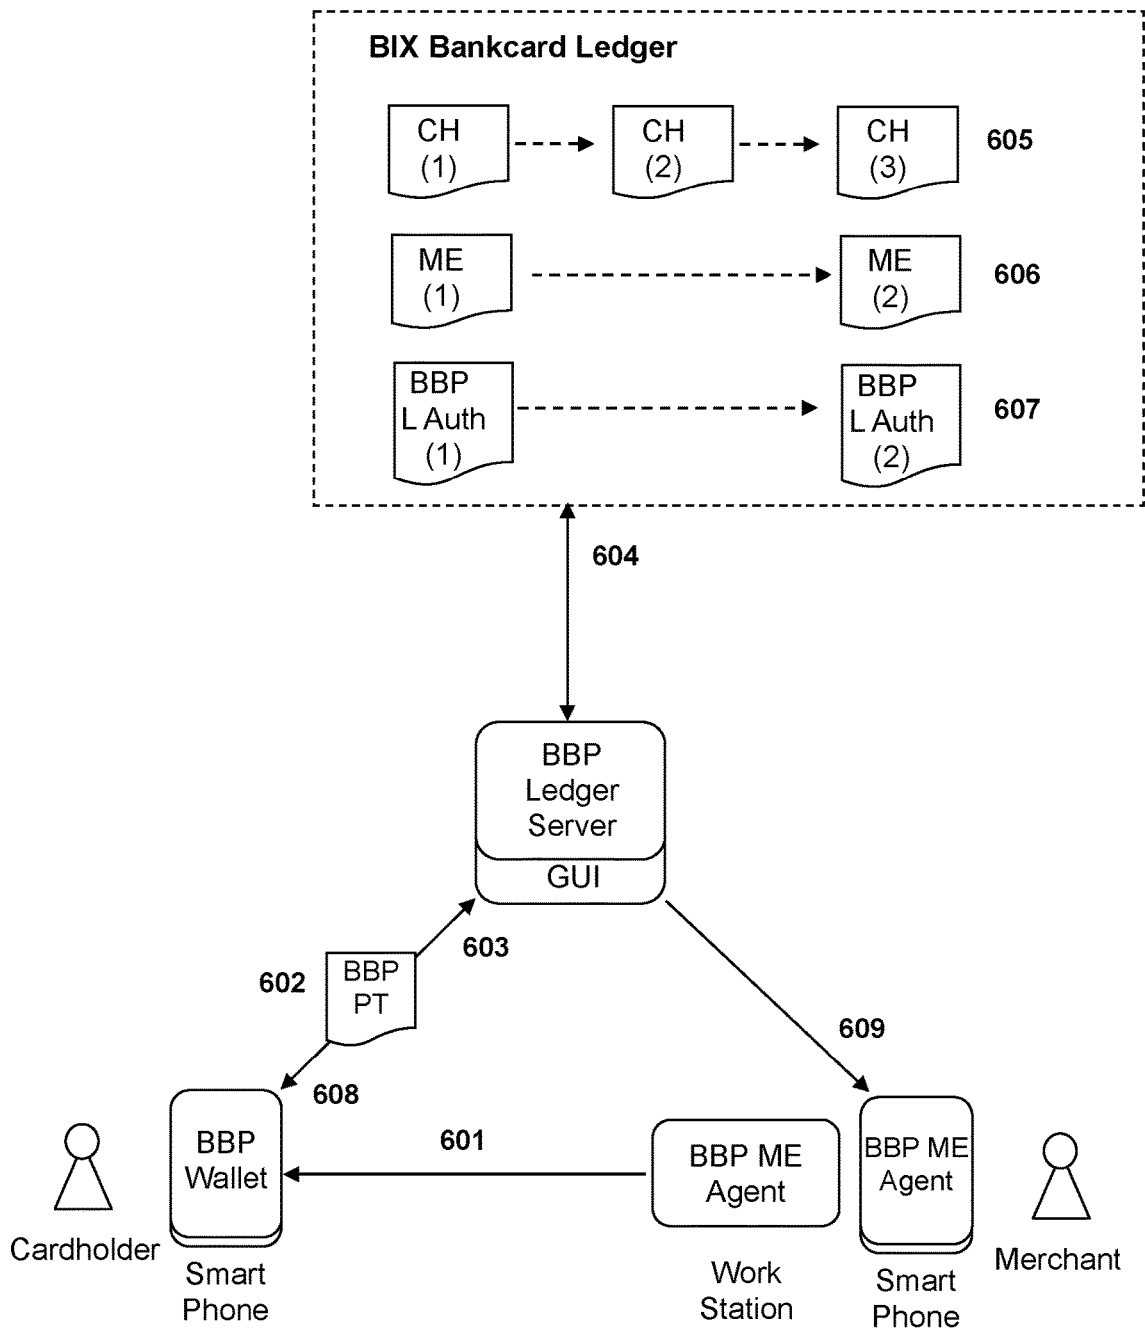 BIX Bankcard Ledger
CH
(1)
CH
(2)
CH
(3)
605
ME
(1)
ME
(2)
606
BBP
L Auth
(1)
BBP
L Auth
(2)
607
604
BBP
Ledger
Server
GUI
603
602
BBP
PT
608
609
601
BBP
Wallet
BBP ME
Agent
BBP ME
Agent
Cardholder
Smart
Phone
Work
Station
Smart
Phone
Merchant